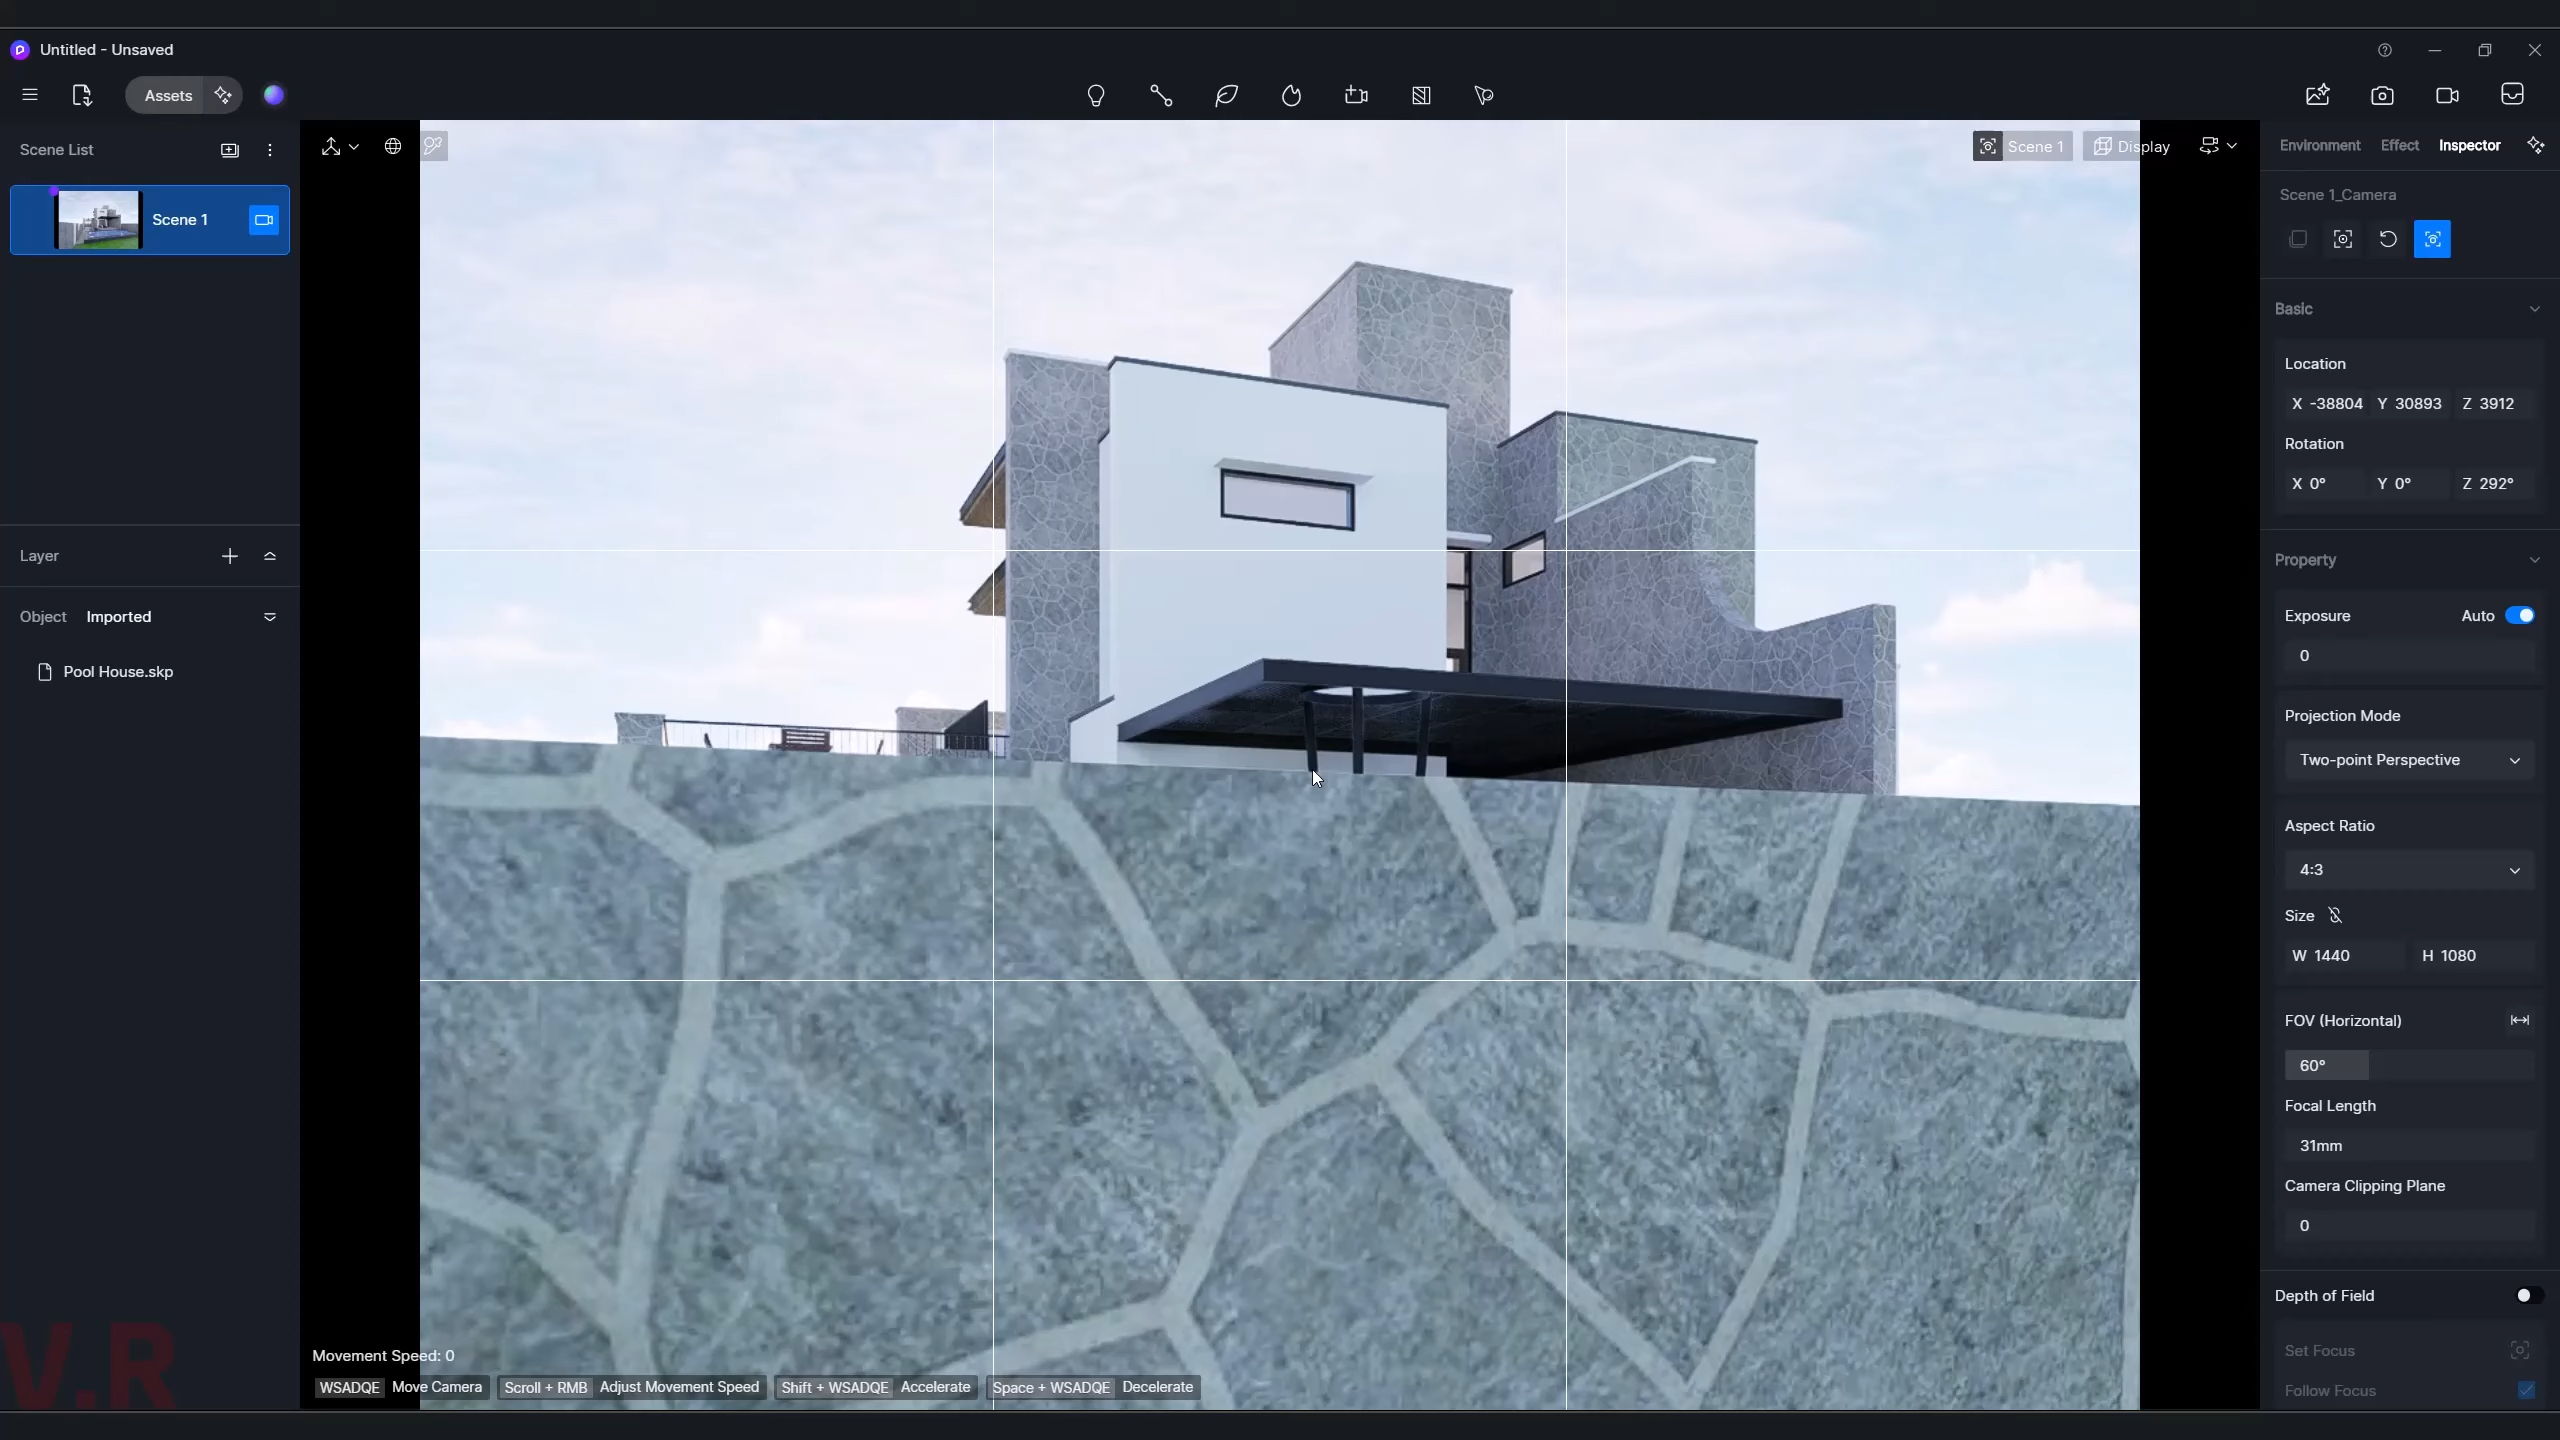 Untitled - Unsaved
Assets
Scene List
Scene 1
Layer
Object Imported
Pool House.skp
V.R
Scene 1 Display
Movement Speed: 0
WSADQE Move Camera Scroll + RMB Adjust Movement Speed Shift + WSADQE Accelerate Space + WSADQE Decelerate
Environment Effect Inspector
Scene 1_Camera
Basic
Location
X -38804 Y 30893 Z 3912
Rotation
X 0° Y 0° Z 292°
Property
Exposure Auto
0
Projection Mode
Two-point Perspective
Aspect Ratio
4:3
Size
W 1440 H 1080
FOV (Horizontal)
60°
Focal Length
31mm
Camera Clipping Plane
0
Depth of Field
Set Focus
Follow Focus